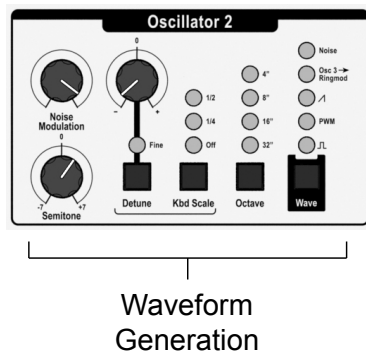 Oscillator 2
0
Noise
Osc 3
Ringmod
4"
1/2
8"
Noise
Modulation
- +
1/4
16"
PWM
0
Fine
Off
32"
-7 +7
Semitone
Detune
Kbd Scale
Octave
Wave
Waveform
Generation